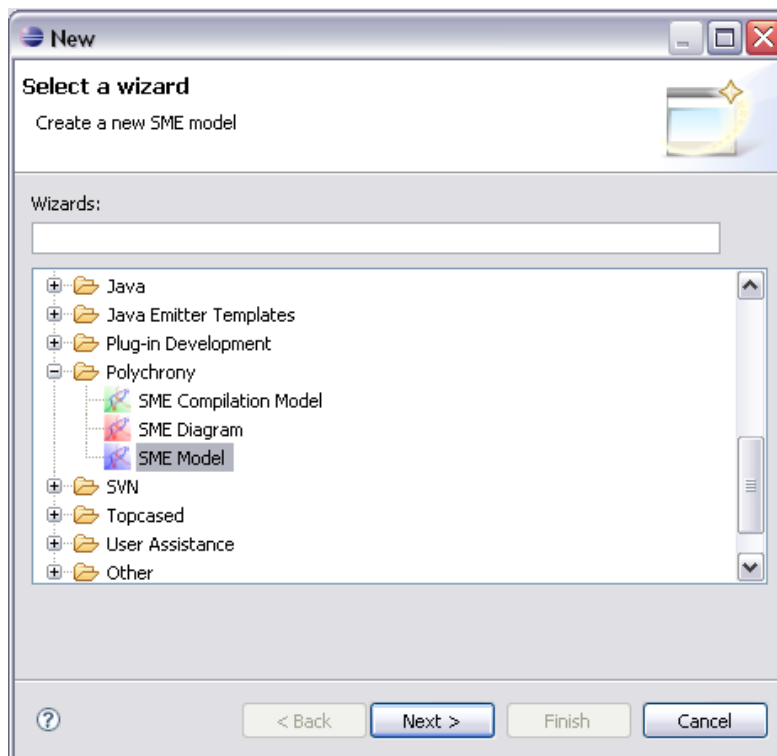 New
Select a wizard
Create a new SME model
Wizards:
Java
Java Emitter Templates
Plug-in Development
Polychrony
SME Compilation Model
SME Diagram
SME Model
SVN
Topcased
User Assistance
Other
? < Back Next > Finish Cancel